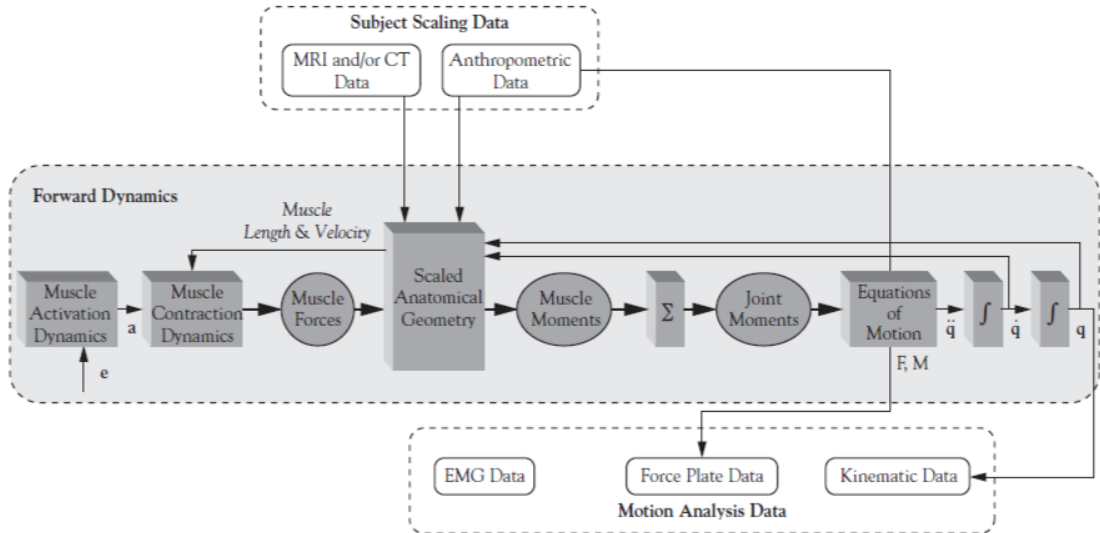 Subject Scaling Data
MRI and/or CT
Data
Anthropometric
Data
Forward Dynamics
Muscle
Length & Velocity
Muscle
Activation
Dynamics
a
e
Muscle
Contraction
Dynamics
Muscle
Forces
Scaled
Anatomical
Geometry
Muscle
Moments
Σ
Joint
Moments
Equations
of
Motion
q̈
∫
q̇
∫
q
F, M
EMG Data
Force Plate Data
Kinematic Data
Motion Analysis Data